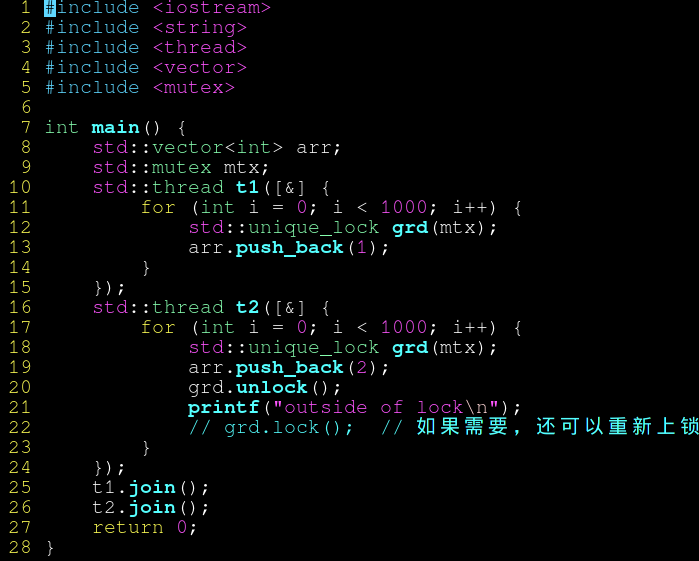 1 #include <iostream>
2 #include <string>
3 #include <thread>
4 #include <vector>
5 #include <mutex>
6
7 int main() {
8     std::vector<int> arr;
9     std::mutex mtx;
10     std::thread t1([&] {
11         for (int i = 0; i < 1000; i++) {
12             std::unique_lock grd(mtx);
13             arr.push_back(1);
14         }
15     });
16     std::thread t2([&] {
17         for (int i = 0; i < 1000; i++) {
18             std::unique_lock grd(mtx);
19             arr.push_back(2);
20             grd.unlock();
21             printf("outside of lock\n");
22             // grd.lock();  // 如果需要，还可以重新上锁
23         }
24     });
25     t1.join();
26     t2.join();
27     return 0;
28 }